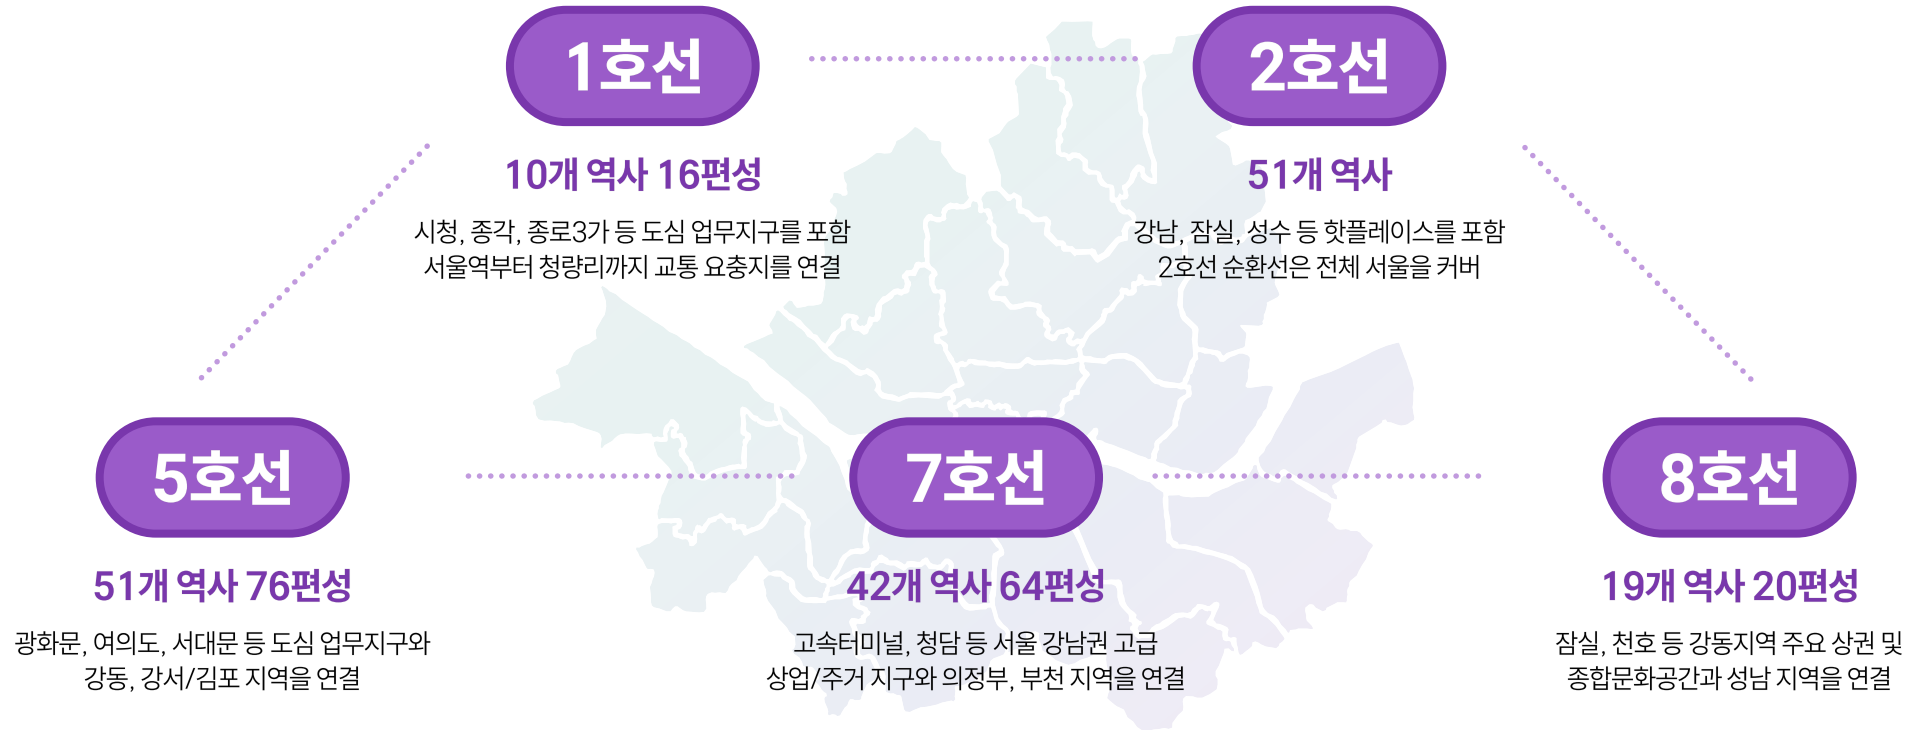 1호선
10개 역사 16편성
시청, 종각, 종로3가 등 도심 업무지구를 포함
서울역부터 청량리까지 교통 요충지를 연결
2호선
51개 역사
강남, 잠실, 성수 등 핫플레이스를 포함
2호선 순환선은 전체 서울을 커버
5호선
51개 역사 76편성
광화문, 여의도, 서대문 등 도심 업무지구와
강동, 강서/김포 지역을 연결
7호선
42개 역사 64편성
고속터미널, 청담 등 서울 강남권 고급
상업/주거 지구와 의정부, 부천 지역을 연결
8호선
19개 역사 20편성
잠실, 천호 등 강동지역 주요 상권 및
종합문화공간과 성남 지역을 연결